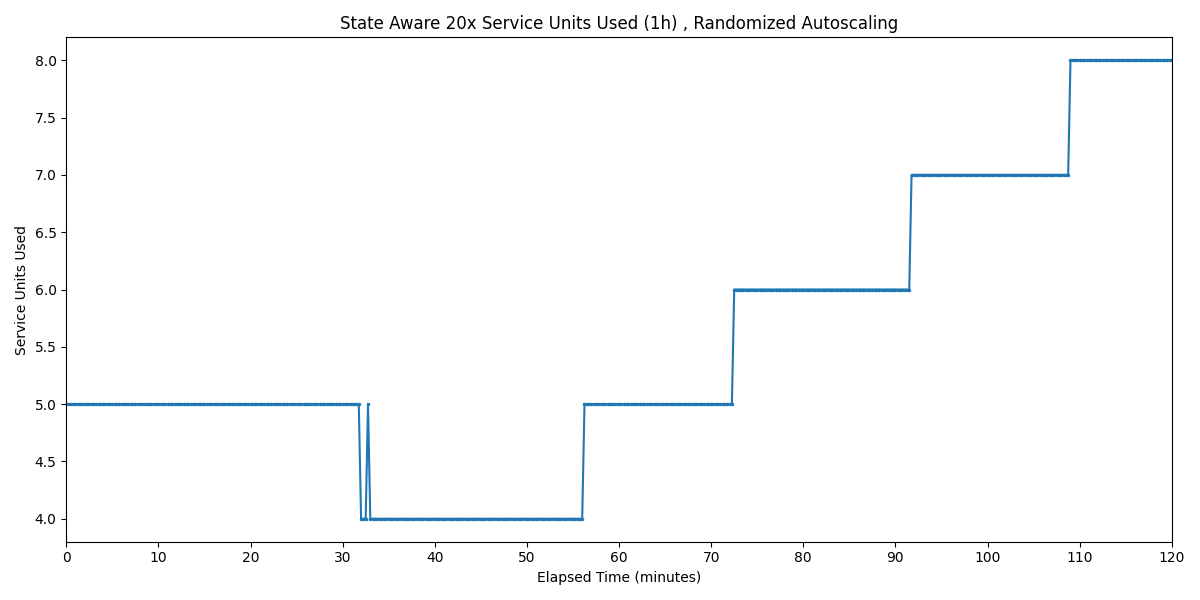 State Aware 20x Service Units Used (1h) , Randomized Autoscaling
8.0
7.5
7.0
6.5
6.0
5.5
5.0
4.5
4.0
Service Units Used
0 10 20 30 40 50 60 70 80 90 100 110 120
Elapsed Time (minutes)